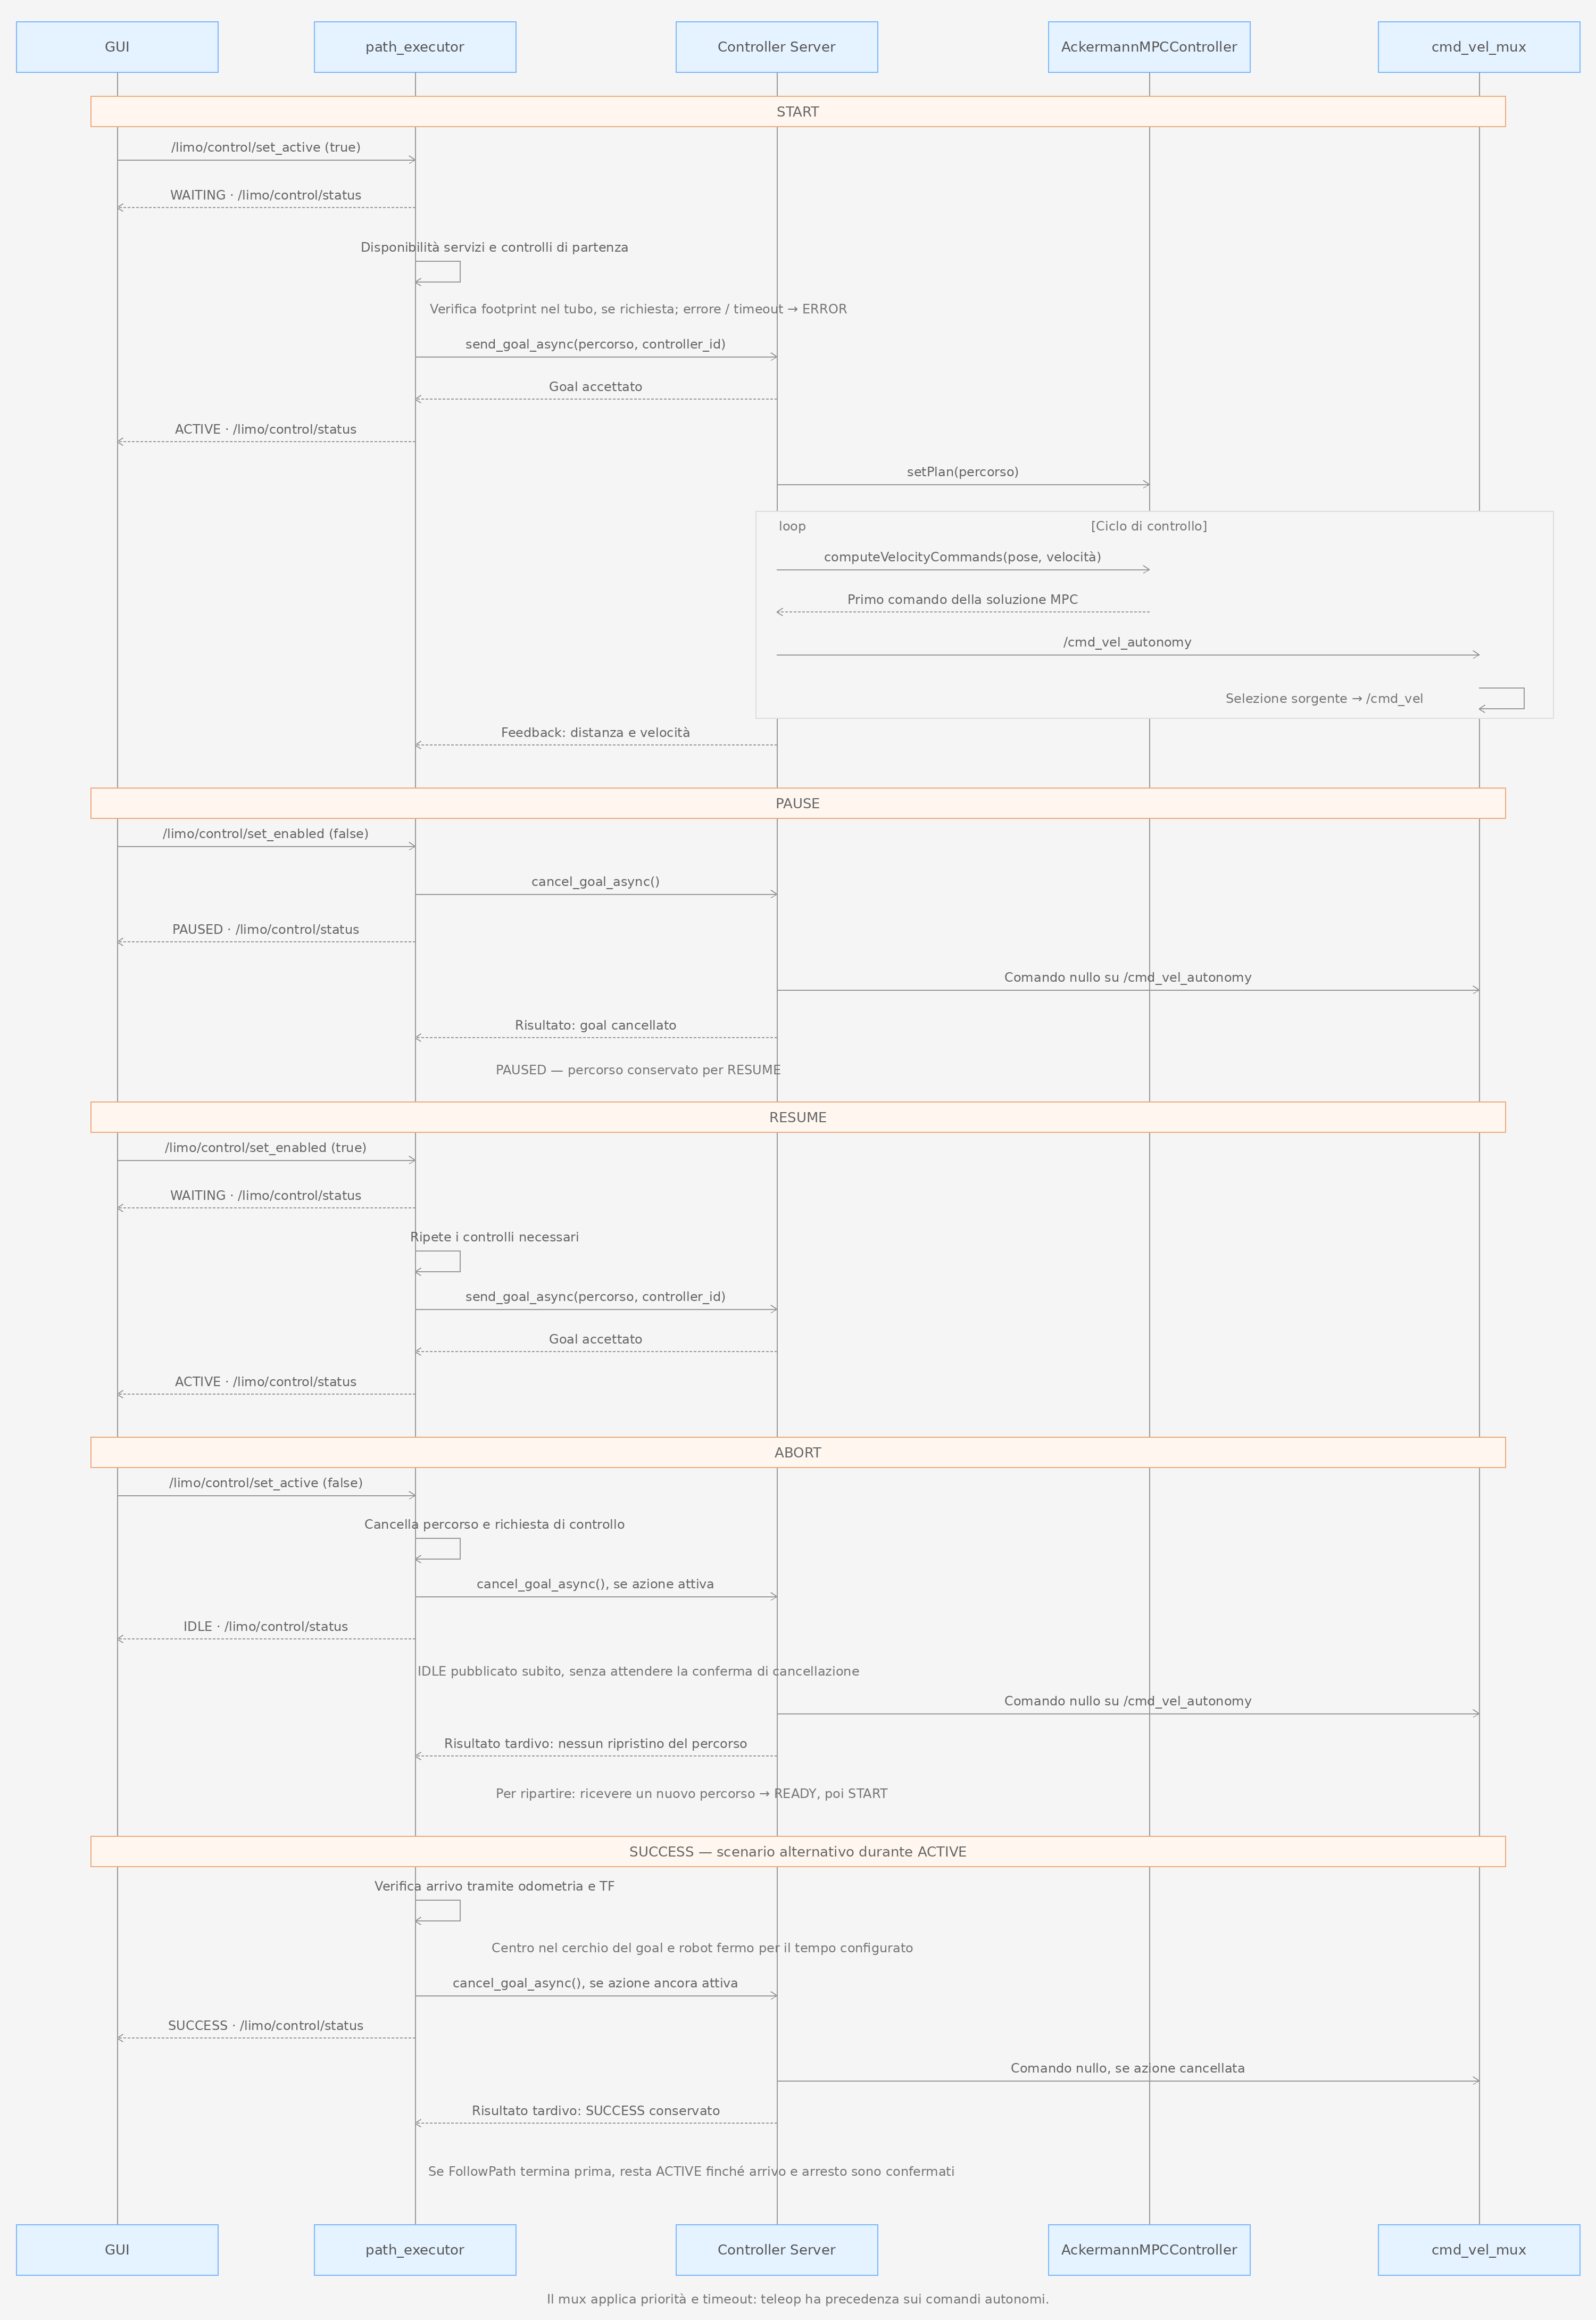 GUI
path_executor
Controller Server
AckermannMPCController
cmd_vel_mux
START
/limo/control/set_active (true)
WAITING · /limo/control/status
Disponibilità servizi e controlli di partenza
Verifica footprint nel tubo, se richiesta; errore / timeout → ERROR
send_goal_async(percorso, controller_id)
Goal accettato
ACTIVE · /limo/control/status
setPlan(percorso)
loop
[Ciclo di controllo]
computeVelocityCommands(pose, velocità)
Primo comando della soluzione MPC
/cmd_vel_autonomy
Selezione sorgente → /cmd_vel
Feedback: distanza e velocità
PAUSE
/limo/control/set_enabled (false)
cancel_goal_async()
PAUSED · /limo/control/status
Comando nullo su /cmd_vel_autonomy
Risultato: goal cancellato
PAUSED — percorso conservato per RESUME
RESUME
/limo/control/set_enabled (true)
WAITING · /limo/control/status
Ripete i controlli necessari
send_goal_async(percorso, controller_id)
Goal accettato
ACTIVE · /limo/control/status
ABORT
/limo/control/set_active (false)
Cancella percorso e richiesta di controllo
cancel_goal_async(), se azione attiva
IDLE · /limo/control/status
IDLE pubblicato subito, senza attendere la conferma di cancellazione
Comando nullo su /cmd_vel_autonomy
Risultato tardivo: nessun ripristino del percorso
Per ripartire: ricevere un nuovo percorso → READY, poi START
SUCCESS — scenario alternativo durante ACTIVE
Verifica arrivo tramite odometria e TF
Centro nel cerchio del goal e robot fermo per il tempo configurato
cancel_goal_async(), se azione ancora attiva
SUCCESS · /limo/control/status
Comando nullo, se azione cancellata
Risultato tardivo: SUCCESS conservato
Se FollowPath termina prima, resta ACTIVE finché arrivo e arresto sono confermati
GUI
path_executor
Controller Server
AckermannMPCController
cmd_vel_mux
Il mux applica priorità e timeout: teleop ha precedenza sui comandi autonomi.